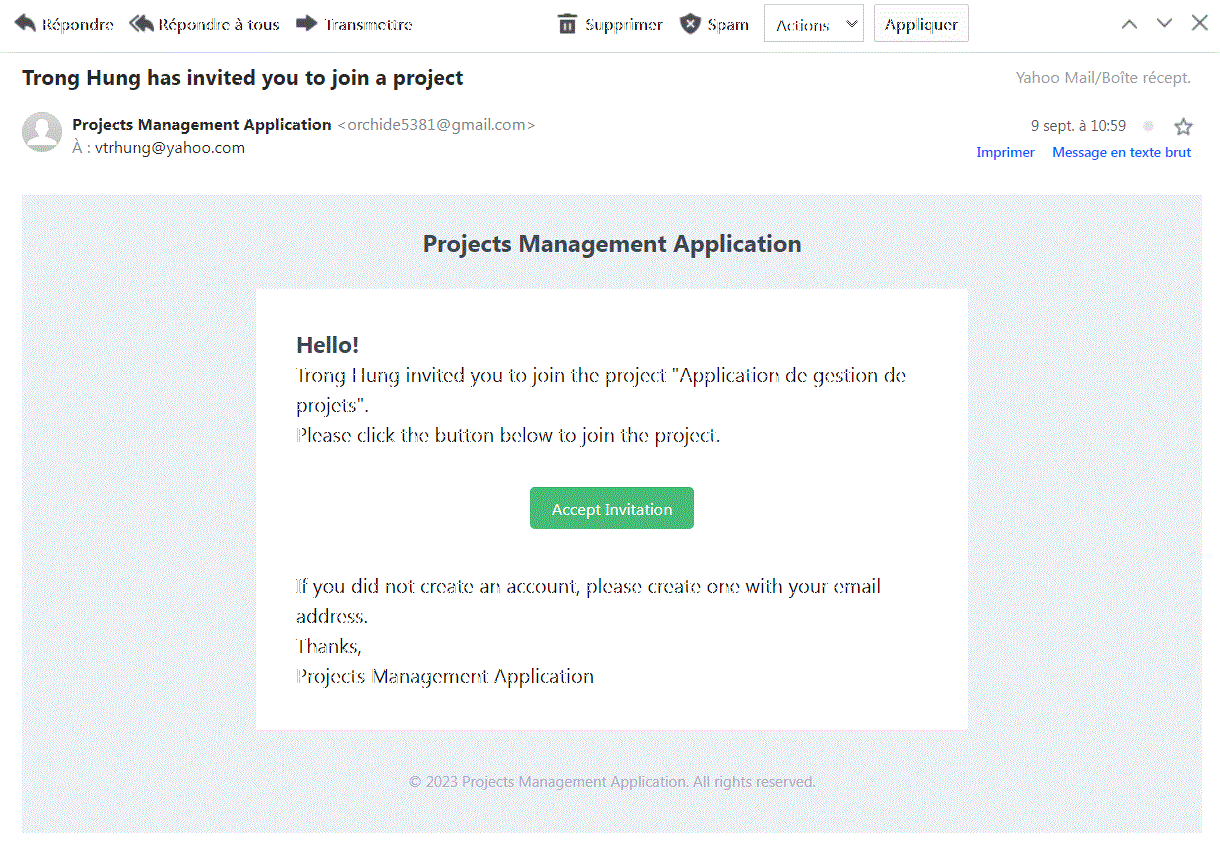 Répondre Répondre à tous Transmettre Supprimer Spam Actions Appliquer
Trong Hung has invited you to join a project Yahoo Mail/Boîte récept.
Projects Management Application <orchide5381@gmail.com> 9 sept. à 10:59
À : vtrhung@yahoo.com
Imprimer Message en texte brut
Projects Management Application
Hello!
Trong Hung invited you to join the project "Application de gestion de
projets".
Please click the button below to join the project.
Accept Invitation
If you did not create an account, please create one with your email
address.
Thanks,
Projects Management Application
© 2023 Projects Management Application. All rights reserved.